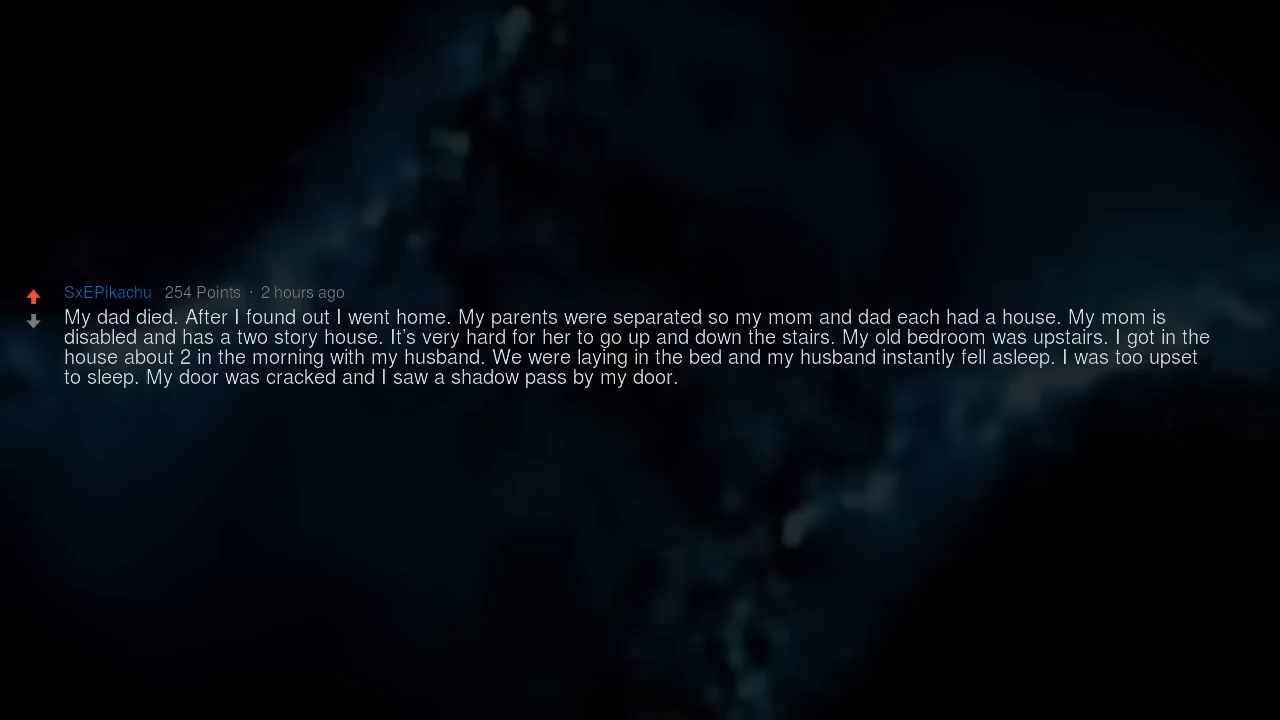 SxEPikachu 254 Points · 2 hours ago
My dad died. After I found out I went home. My parents were separated so my mom and dad each had a house. My mom is
disabled and has a two story house. It's very hard for her to go up and down the stairs. My old bedroom was upstairs. I got in the
house about 2 in the morning with my husband. We were laying in the bed and my husband instantly fell asleep. I was too upset
to sleep. My door was cracked and I saw a shadow pass by my door.